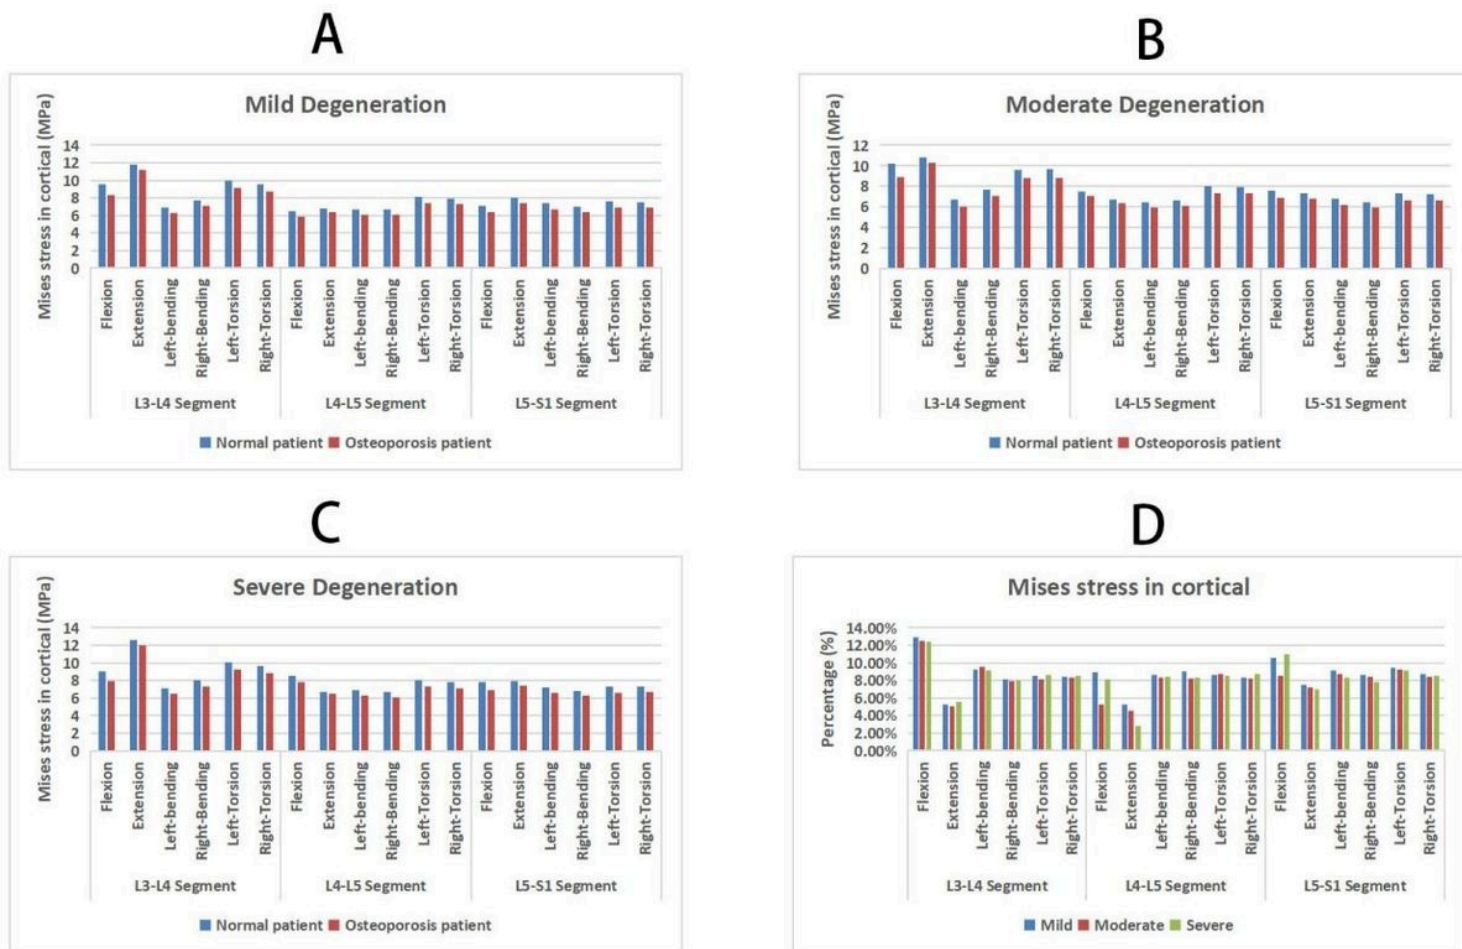 A
Mild Degeneration
Mises stress in cortical (MPa)
14
12
10
8
6
4
2
0
Flexion
Extension
Left-bending
Right-Bending
Left-Torsion
Right-Torsion
Flexion
Extension
Left-bending
Right-Bending
Left-Torsion
Right-Torsion
Flexion
Extension
Left-bending
Right-Bending
Left-Torsion
Right-Torsion
L3-L4 Segment
L4-L5 Segment
L5-S1 Segment
Normal patient
Osteoporosis patient
B
Moderate Degeneration
Mises stress in cortical (MPa)
12
10
8
6
4
2
0
Flexion
Extension
Left-bending
Right-Bending
Left-Torsion
Right-Torsion
Flexion
Extension
Left-bending
Right-Bending
Left-Torsion
Right-Torsion
Flexion
Extension
Left-bending
Right-Bending
Left-Torsion
Right-Torsion
L3-L4 Segment
L4-L5 Segment
L5-S1 Segment
Normal patient
Osteoporosis patient
C
Severe Degeneration
Mises stress in cortical (MPa)
14
12
10
8
6
4
2
0
Flexion
Extension
Left-bending
Right-Bending
Left-Torsion
Right-Torsion
Flexion
Extension
Left-bending
Right-Bending
Left-Torsion
Right-Torsion
Flexion
Extension
Left-bending
Right-Bending
Left-Torsion
Right-Torsion
L3-L4 Segment
L4-L5 Segment
L5-S1 Segment
Normal patient
Osteoporosis patient
D
Mises stress in cortical
Percentage (%)
14.00%
12.00%
10.00%
8.00%
6.00%
4.00%
2.00%
0.00%
Flexion
Extension
Left-bending
Right-Bending
Left-Torsion
Right-Torsion
Flexion
Extension
Left-bending
Right-Bending
Left-Torsion
Right-Torsion
Flexion
Extension
Left-bending
Right-Bending
Left-Torsion
Right-Torsion
L3-L4 Segment
L4-L5 Segment
L5-S1 Segment
Mild
Moderate
Severe